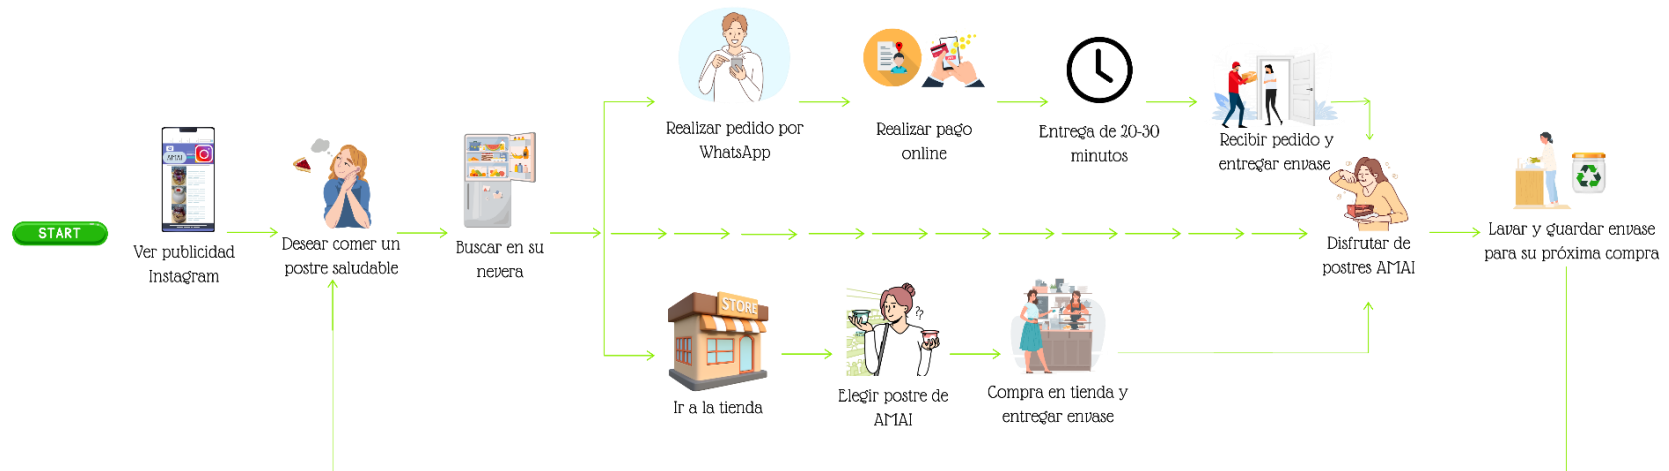 START
AMAI
Ver publicidad
Instagram
Desear comer un
postre saludable
Buscar en su
nevera
Realizar pedido por
WhatsApp
Realizar pago
online
Entrega de 20-30
minutos
Recibir pedido y
entregar envase
Disfrutar de
postres AMAI
Lavar y guardar envase
para su próxima compra
STORE
Ir a la tienda
??
Elegir postre de
AMAI
Compra en tienda y
entregar envase